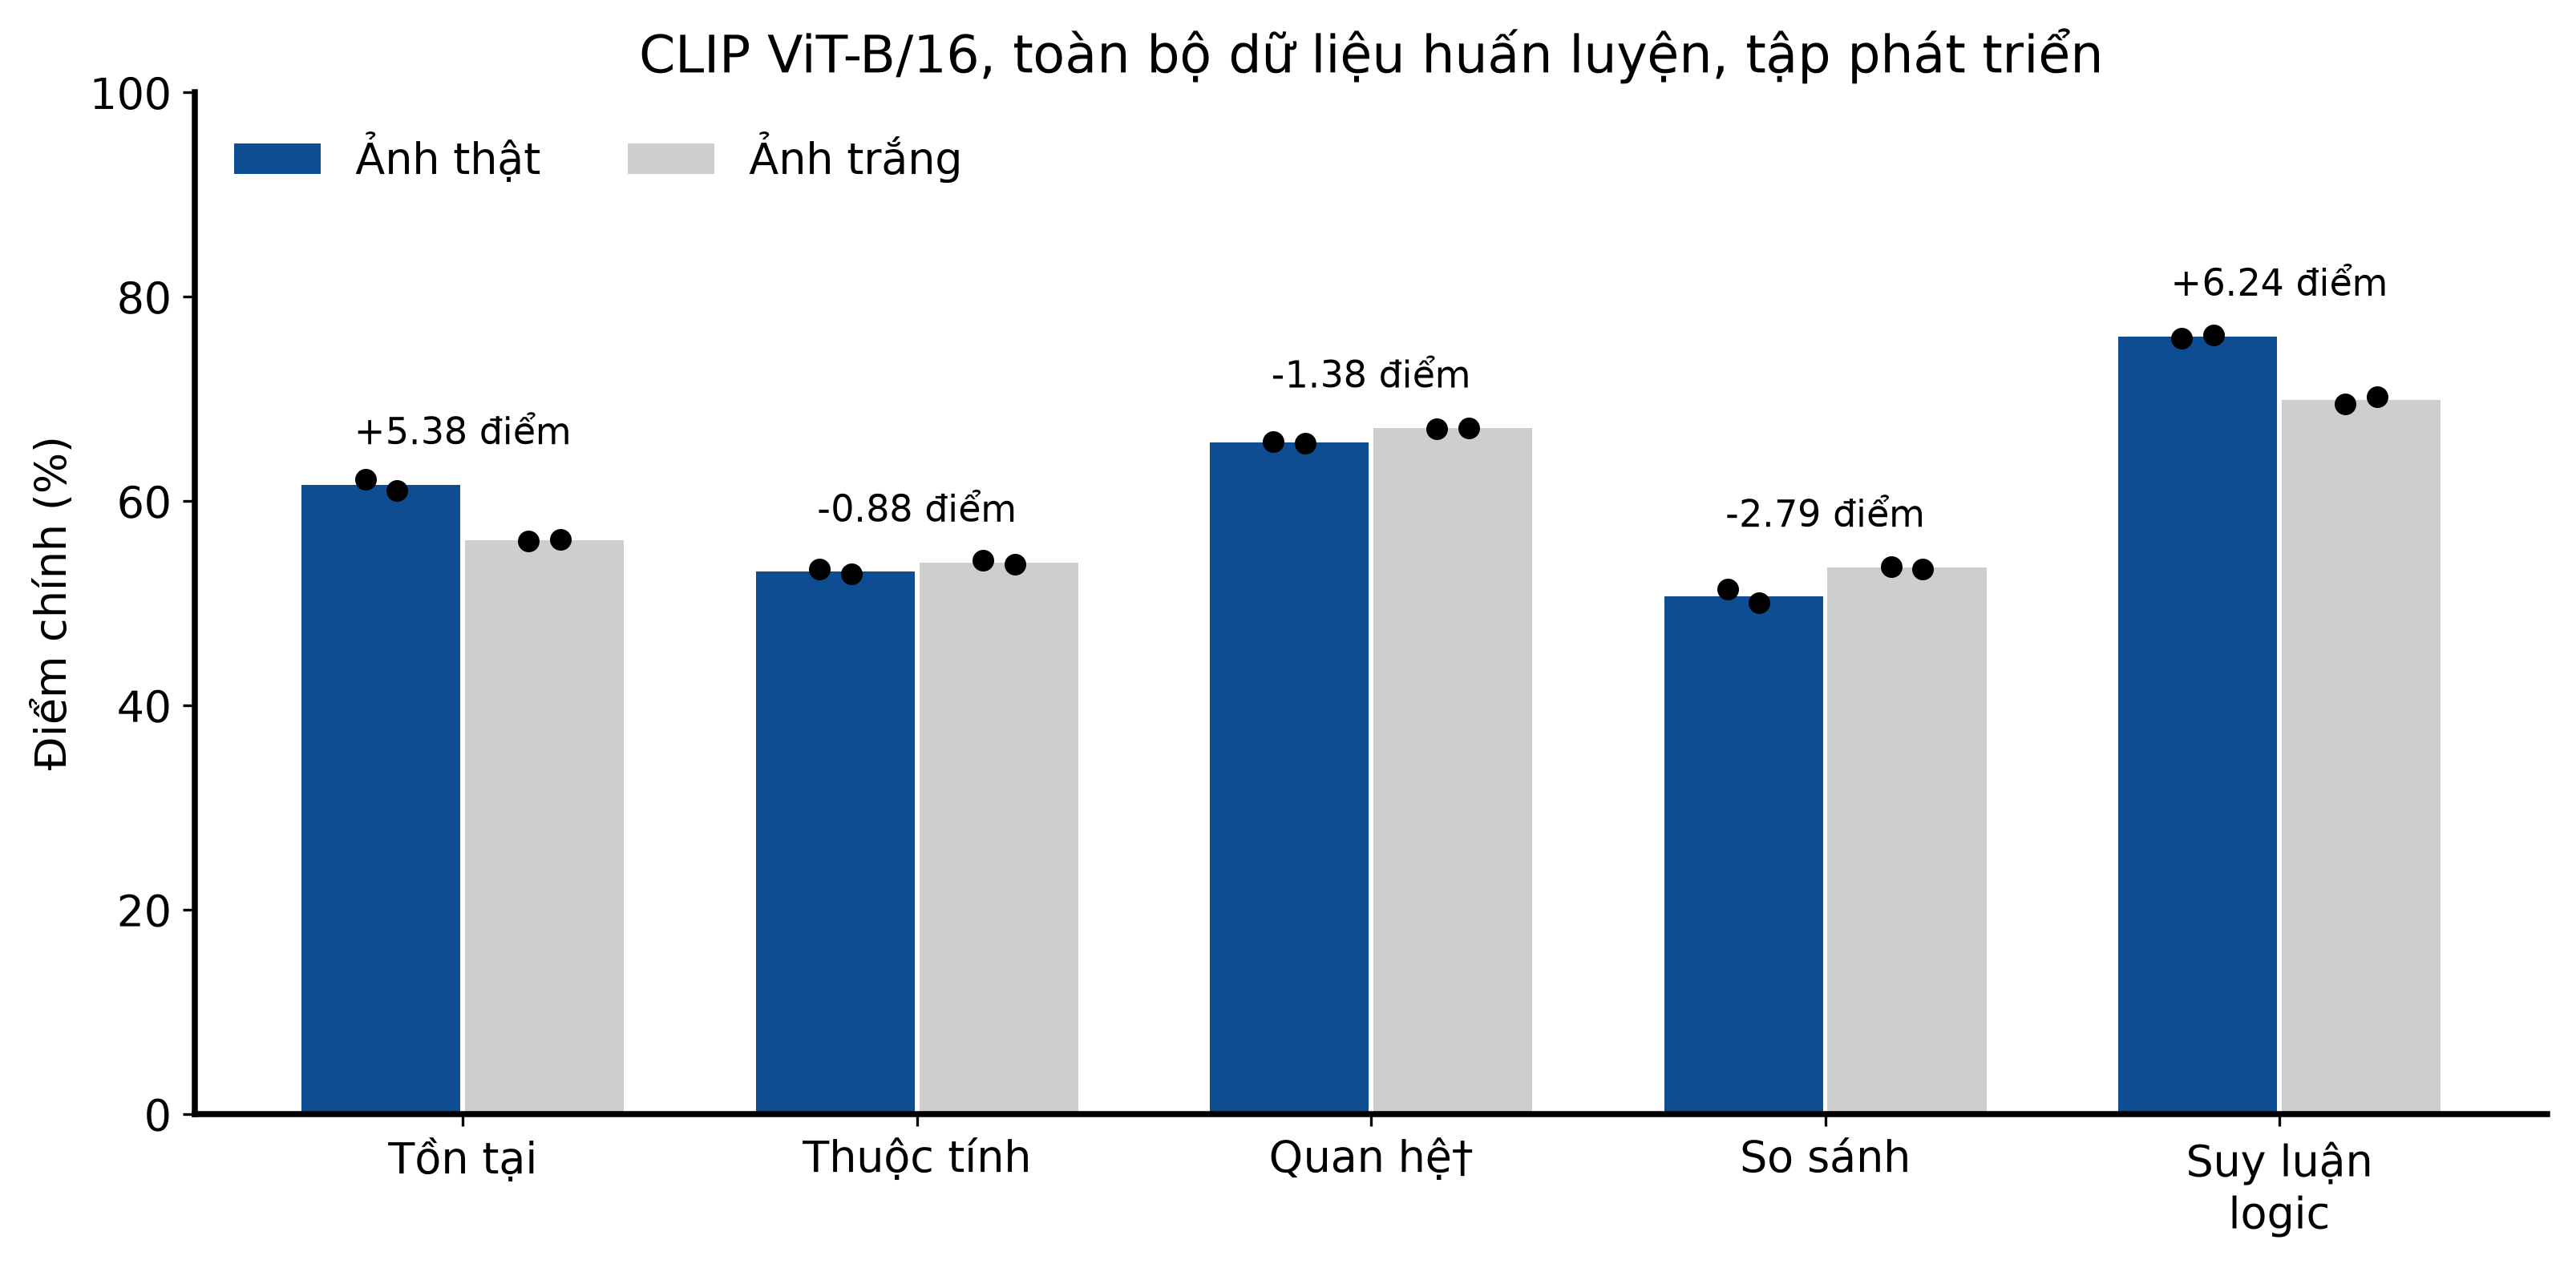 CLIP ViT-B/16, toàn bộ dữ liệu huấn luyện, tập phát triển
Điểm chính (%)
100
80
60
40
20
0
Ảnh thật
Ảnh trắng
+5.38 điểm
-0.88 điểm
-1.38 điểm
-2.79 điểm
+6.24 điểm
Tồn tại
Thuộc tính
Quan hệ†
So sánh
Suy luận
logic